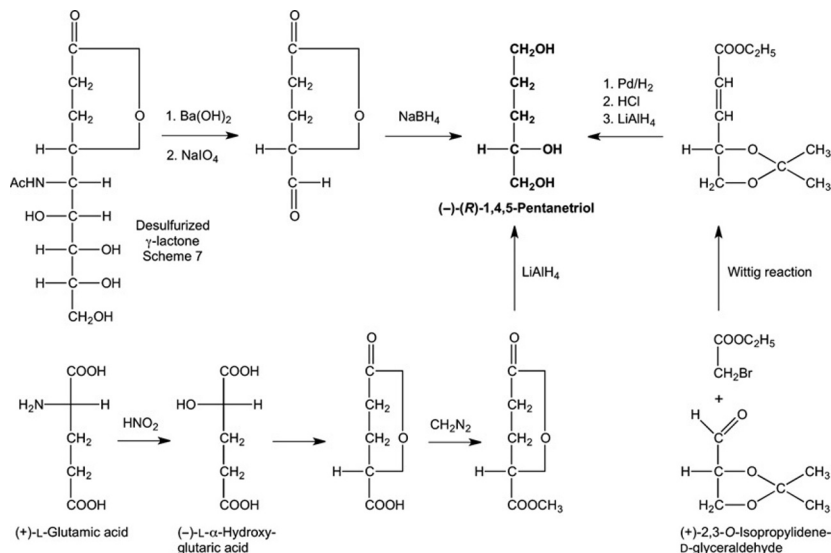 O
C
CH₂
CH₂
O
H—C
AcHN—C—H
HO—C—H
H—C—OH
H—C—OH
CH₂OH
Desulfurized
γ-lactone
Scheme 7
1. Ba(OH)₂
2. NaIO₄
O
C
CH₂
CH₂
O
H—C
C—H
O
NaBH₄
CH₂OH
CH₂
CH₂
H—C—OH
CH₂OH
(–)-(R)-1,4,5-Pentanetriol
1. Pd/H₂
2. HCl
3. LiAlH₄
COOC₂H₅
CH
CH
H—C—O
C
CH₃
CH₃
H₂C—O
LiAlH₄
Wittig reaction
COOH
H₂N—H
CH₂
CH₂
COOH
(+)-L-Glutamic acid
HNO₂
COOH
HO—H
CH₂
CH₂
COOH
(–)-L-α-Hydroxy-
glutaric acid
O
C
CH₂
CH₂
O
H—C
COOH
CH₂N₂
O
C
CH₂
CH₂
O
H—C
COOCH₃
COOC₂H₅
CH₂Br
+
H
O
C
H—C—O
C
CH₃
CH₃
H₂C—O
(+)-2,3-O-Isopropylidene-
D-glyceraldehyde